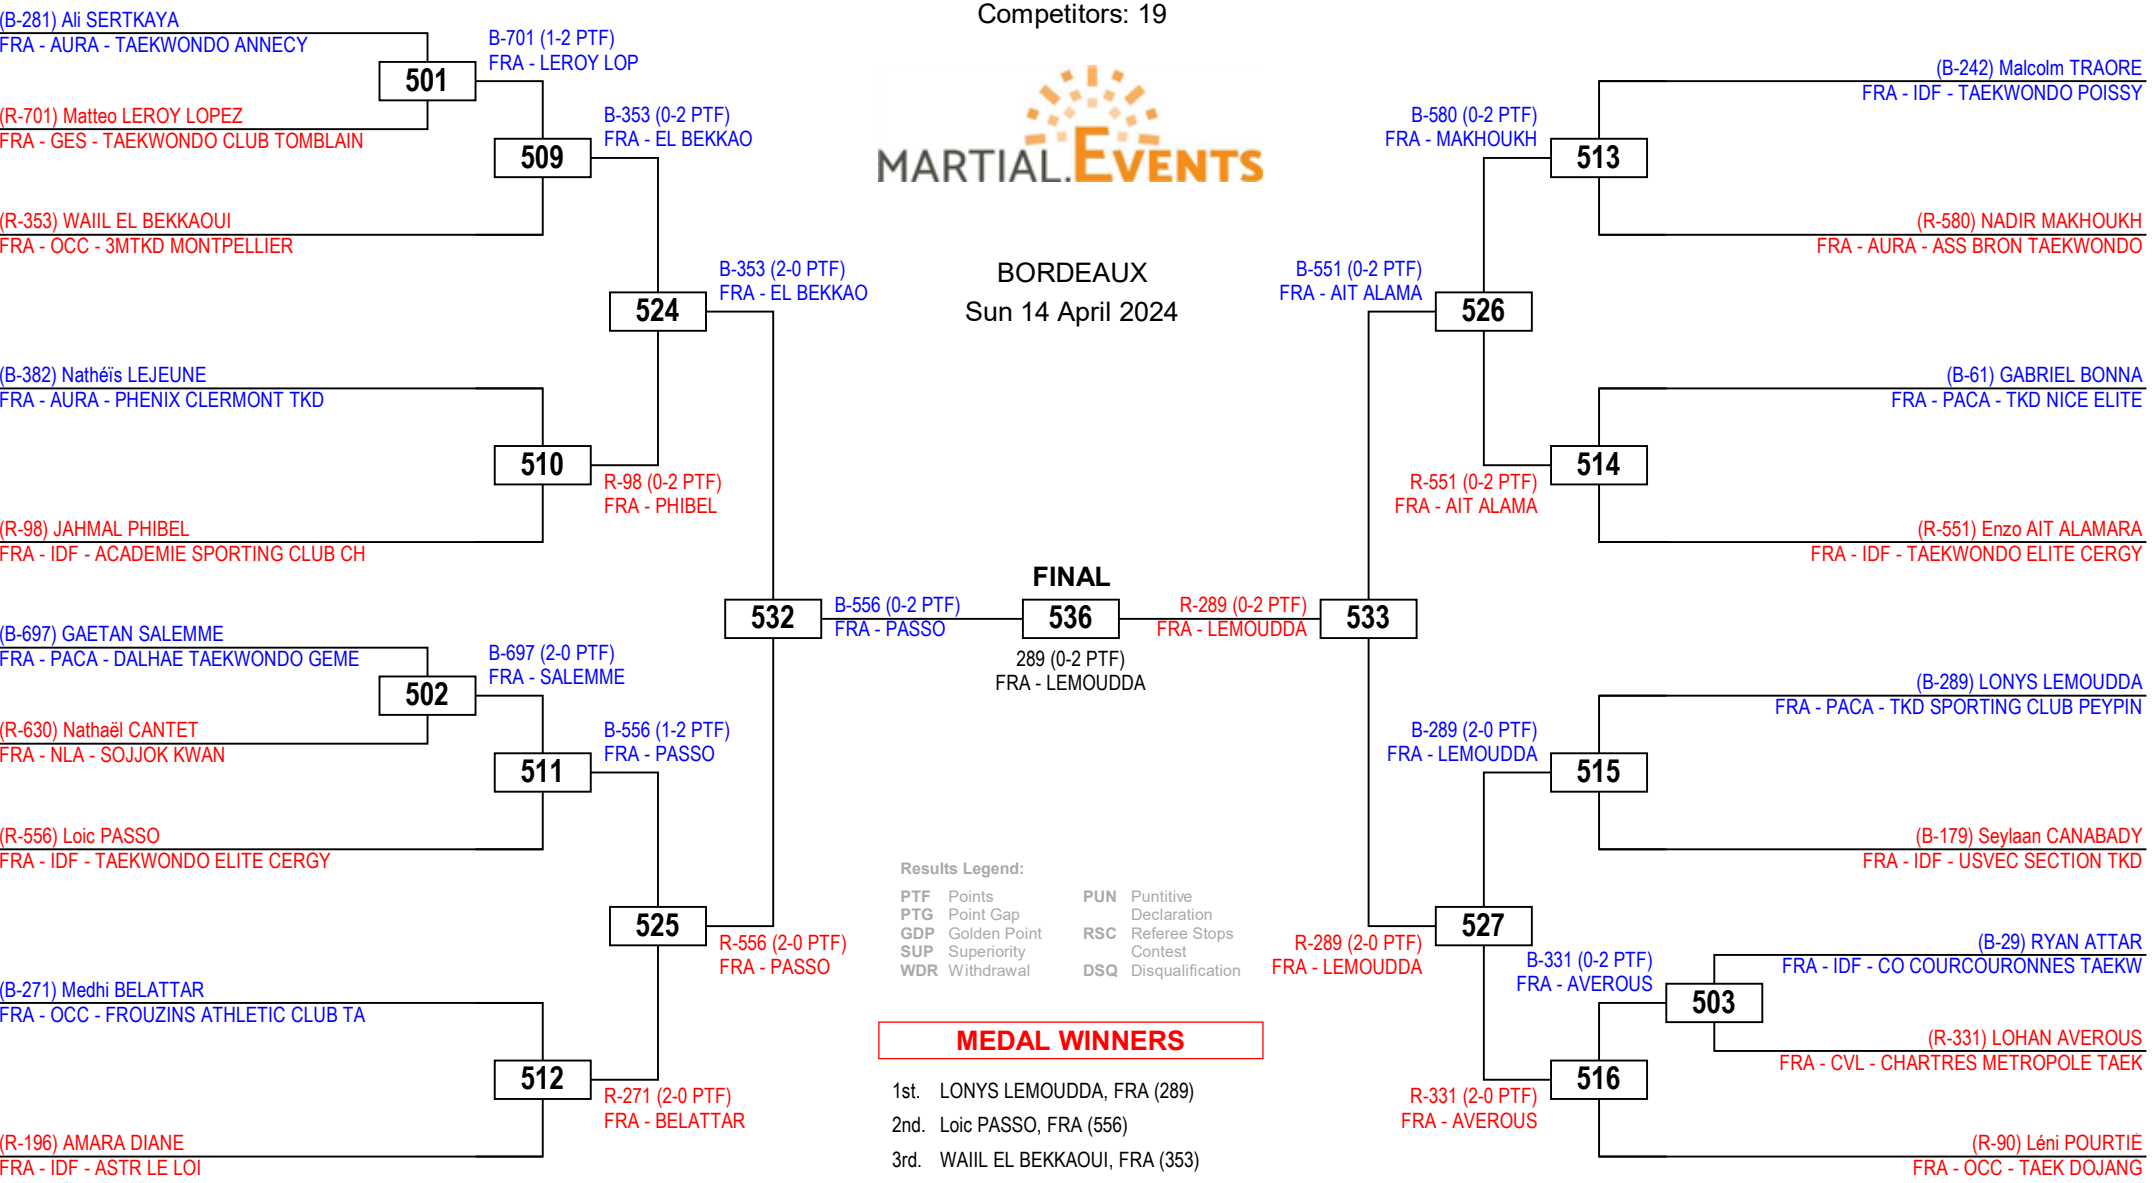 Competitors: 19
MARTIAL.EVENTS
BORDEAUX
Sun 14 April 2024
(B-281) Ali SERTKAYA
FRA - AURA - TAEKWONDO ANNECY
501
(R-701) Matteo LEROY LOPEZ
FRA - GES - TAEKWONDO CLUB TOMBLAIN
B-701 (1-2 PTF)
FRA - LEROY LOP
509
(R-353) WAIIL EL BEKKAOUI
FRA - OCC - 3MTKD MONTPELLIER
B-353 (0-2 PTF)
FRA - EL BEKKAO
524
B-353 (2-0 PTF)
FRA - EL BEKKAO
(B-382) Nathéïs LEJEUNE
FRA - AURA - PHENIX CLERMONT TKD
510
R-98 (0-2 PTF)
FRA - PHIBEL
(R-98) JAHMAL PHIBEL
FRA - IDF - ACADEMIE SPORTING CLUB CH
532
B-556 (0-2 PTF)
FRA - PASSO
(B-697) GAETAN SALEMME
FRA - PACA - DALHAE TAEKWONDO GEME
502
B-697 (2-0 PTF)
FRA - SALEMME
(R-630) Nathaël CANTET
FRA - NLA - SOJJOK KWAN
511
B-556 (1-2 PTF)
FRA - PASSO
(R-556) Loic PASSO
FRA - IDF - TAEKWONDO ELITE CERGY
525
R-556 (2-0 PTF)
FRA - PASSO
(B-271) Medhi BELATTAR
FRA - OCC - FROUZINS ATHLETIC CLUB TA
512
R-271 (2-0 PTF)
FRA - BELATTAR
(R-196) AMARA DIANE
FRA - IDF - ASTR LE LOI
FINAL
536
289 (0-2 PTF)
FRA - LEMOUDDA
R-289 (0-2 PTF)
FRA - LEMOUDDA
533
(B-242) Malcolm TRAORE
FRA - IDF - TAEKWONDO POISSY
B-580 (0-2 PTF)
FRA - MAKHOUKH
513
(R-580) NADIR MAKHOUKH
FRA - AURA - ASS BRON TAEKWONDO
B-551 (0-2 PTF)
FRA - AIT ALAMA
526
(B-61) GABRIEL BONNA
FRA - PACA - TKD NICE ELITE
514
R-551 (0-2 PTF)
FRA - AIT ALAMA
(R-551) Enzo AIT ALAMARA
FRA - IDF - TAEKWONDO ELITE CERGY
(B-289) LONYS LEMOUDDA
FRA - PACA - TKD SPORTING CLUB PEYPIN
B-289 (2-0 PTF)
FRA - LEMOUDDA
515
(B-179) Seylaan CANABADY
FRA - IDF - USVEC SECTION TKD
527
R-289 (2-0 PTF)
FRA - LEMOUDDA
(B-29) RYAN ATTAR
FRA - IDF - CO COURCOURONNES TAEKW
B-331 (0-2 PTF)
FRA - AVEROUS
503
(R-331) LOHAN AVEROUS
FRA - CVL - CHARTRES METROPOLE TAEK
516
R-331 (2-0 PTF)
FRA - AVEROUS
(R-90) Léni POURTIÉ
FRA - OCC - TAEK DOJANG
Results Legend:
PTF Points
PTG Point Gap
GDP Golden Point
SUP Superiority
WDR Withdrawal
PUN Puntitive
Declaration
RSC Referee Stops
Contest
DSQ Disqualification
MEDAL WINNERS
1st. LONYS LEMOUDDA, FRA (289)
2nd. Loic PASSO, FRA (556)
3rd. WAIIL EL BEKKAOUI, FRA (353)